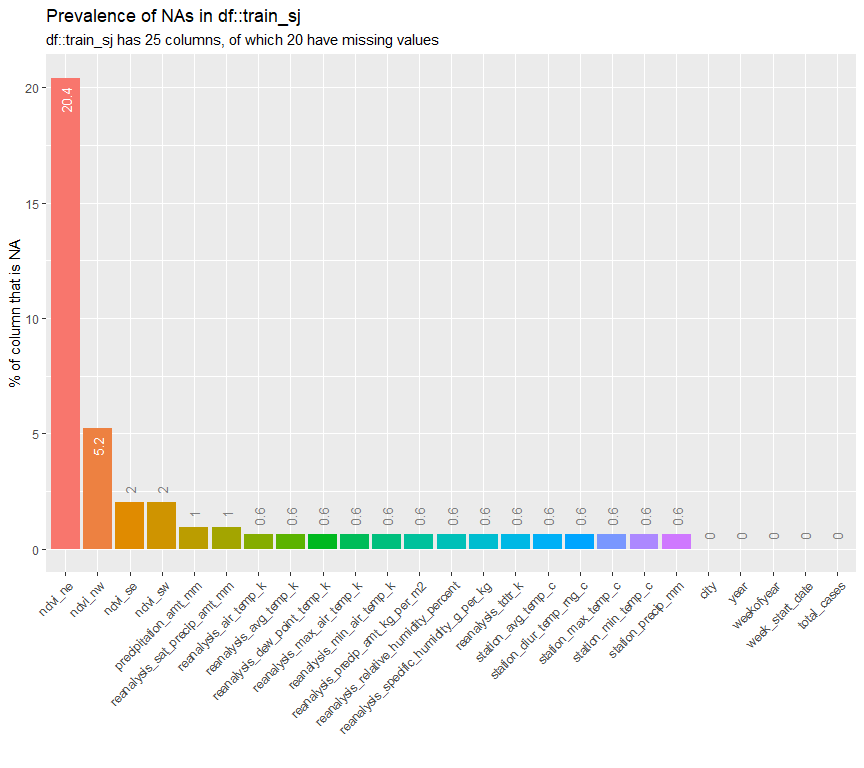 Prevalence of NAs in df::train_sj
df::train_sj has 25 columns, of which 20 have missing values
% of column that is NA
20
15
10
5
0
20.4
5.2
2
2
1
1
0.6
0.6
0.6
0.6
0.6
0.6
0.6
0.6
0.6
0.6
0.6
0.6
0.6
0.6
0
0
0
0
0
ndvi_ne
ndvi_nw
ndvi_se
ndvi_sw
precipitation_amt_mm
reanalysis_sat_precip_amt_mm
reanalysis_air_temp_k
reanalysis_avg_temp_k
reanalysis_dew_point_temp_k
reanalysis_max_air_temp_k
reanalysis_min_air_temp_k
reanalysis_precip_amt_kg_per_m2
reanalysis_relative_humidity_percent
reanalysis_specific_humidity_g_per_kg
reanalysis_tdtr_k
station_avg_temp_c
station_diur_temp_rng_c
station_max_temp_c
station_min_temp_c
station_precip_mm
city
year
weekofyear
week_start_date
total_cases